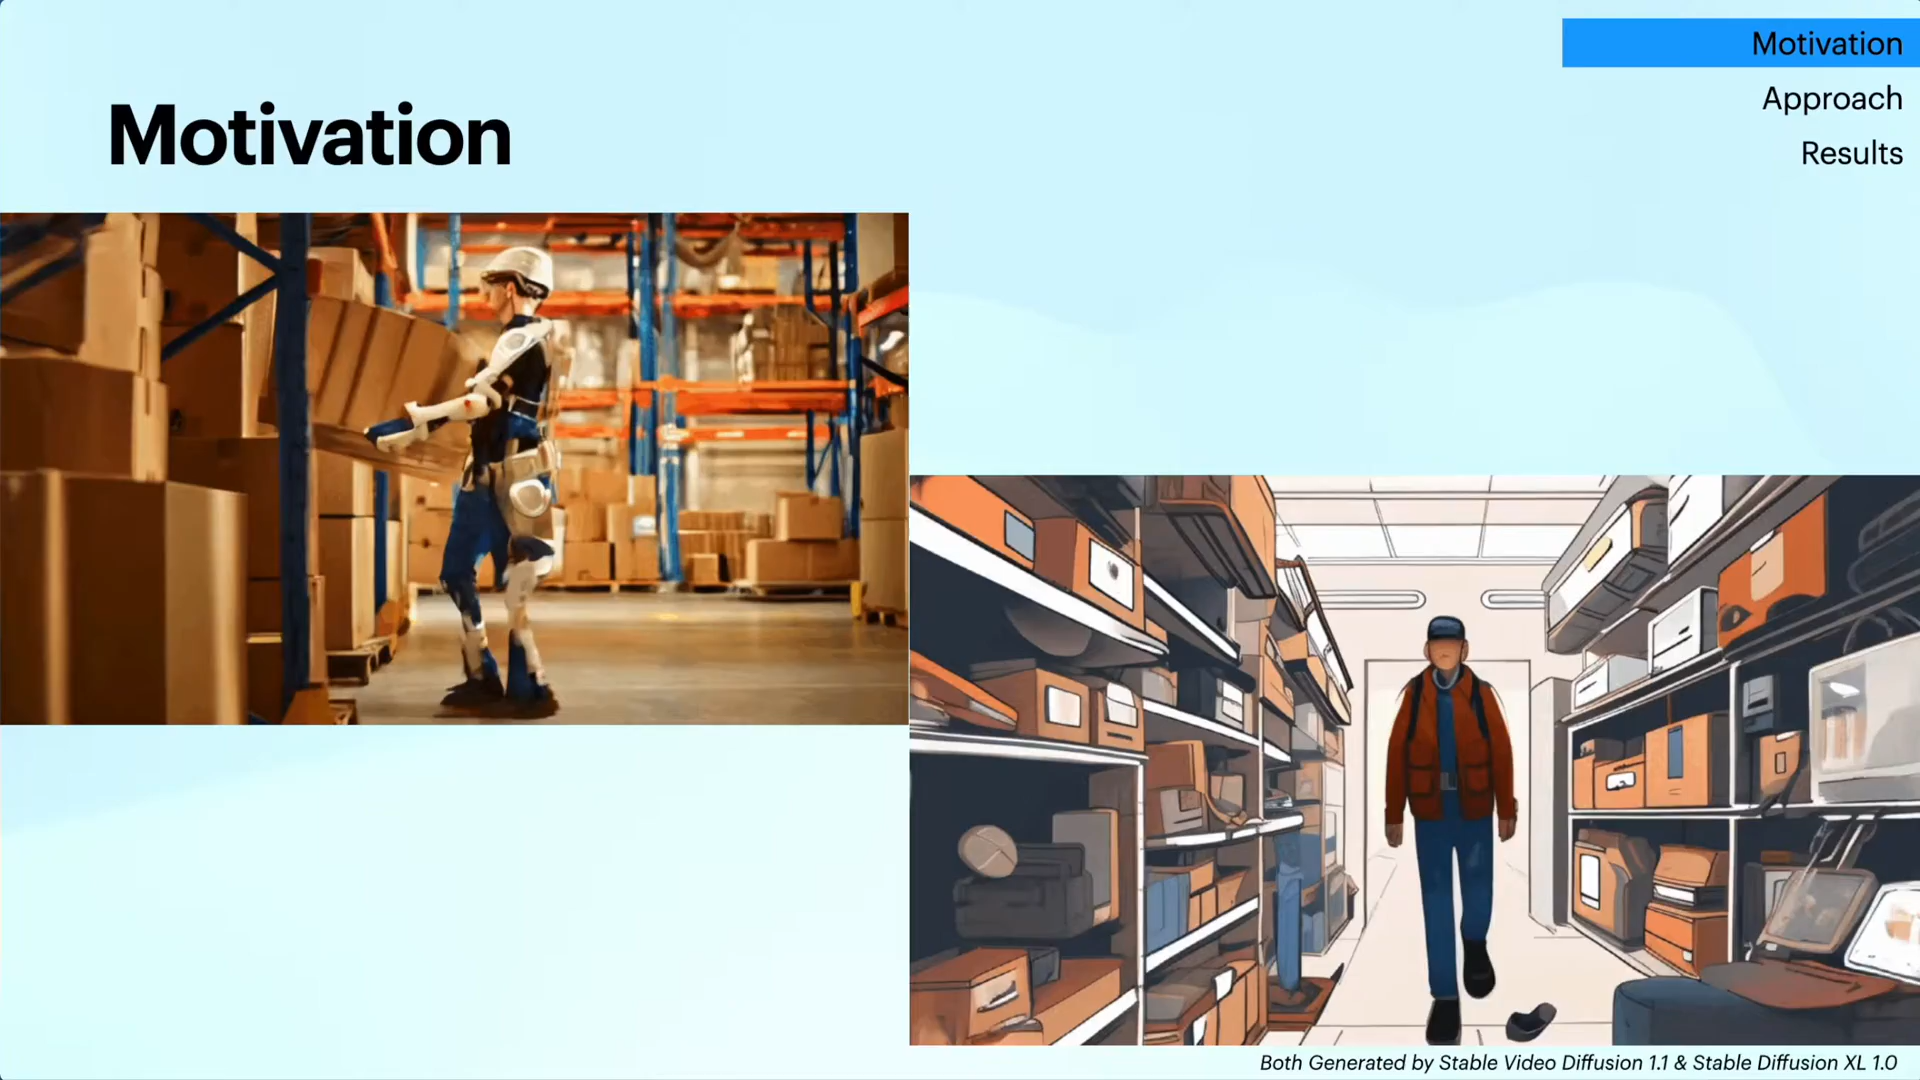 Motivation
Approach
Results
Motivation
Both Generated by Stable Video Diffusion 1.1 & Stable Diffusion XL 1.0